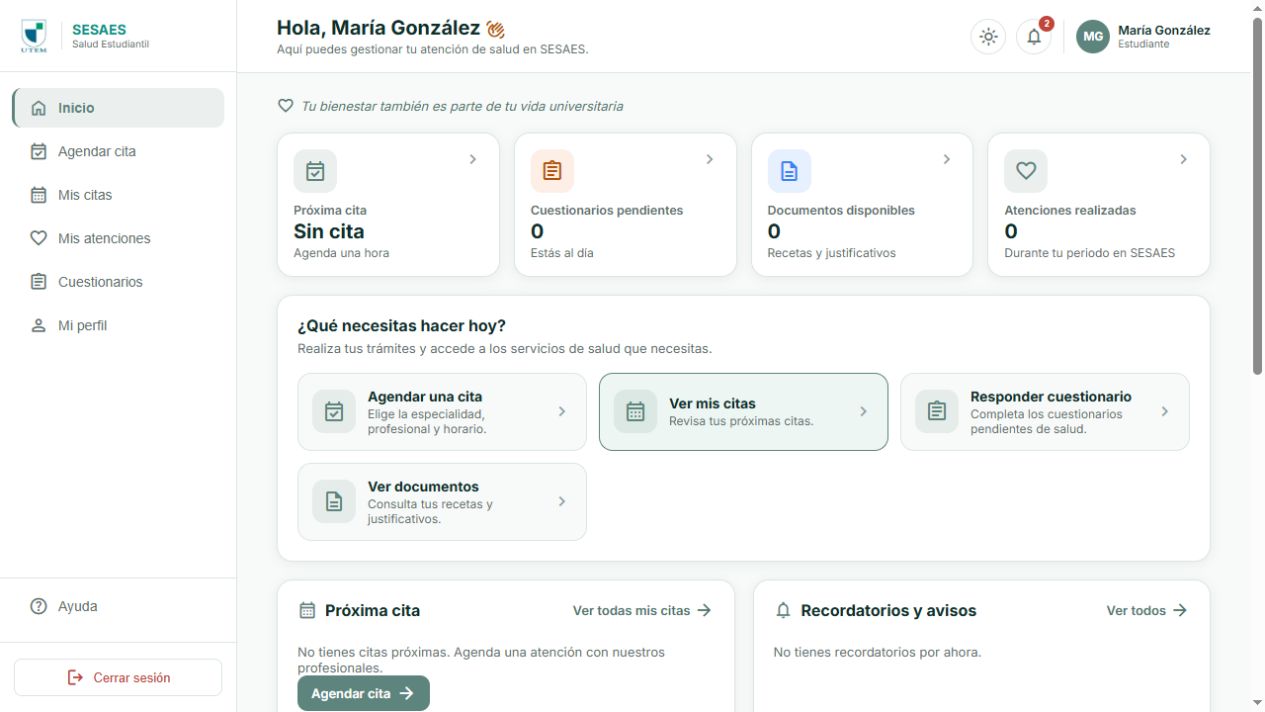 UTEM
SESAES
Salud Estudiantil
Inicio
Agendar cita
Mis citas
Mis atenciones
Cuestionarios
Mi perfil
Ayuda
Cerrar sesión
Hola, María González 👋
Aquí puedes gestionar tu atención de salud en SESAES.
2
MG
María González
Estudiante
Tu bienestar también es parte de tu vida universitaria
Próxima cita
Sin cita
Agenda una hora
Cuestionarios pendientes
0
Estás al día
Documentos disponibles
0
Recetas y justificativos
Atenciones realizadas
0
Durante tu periodo en SESAES
¿Qué necesitas hacer hoy?
Realiza tus trámites y accede a los servicios de salud que necesitas.
Agendar una cita
Elige la especialidad,
profesional y horario.
Ver mis citas
Revisa tus próximas citas.
Responder cuestionario
Completa los cuestionarios
pendientes de salud.
Ver documentos
Consulta tus recetas y
justificativos.
Próxima cita
Ver todas mis citas →
No tienes citas próximas. Agenda una atención con nuestros
profesionales.
Agendar cita →
Recordatorios y avisos
Ver todos →
No tienes recordatorios por ahora.